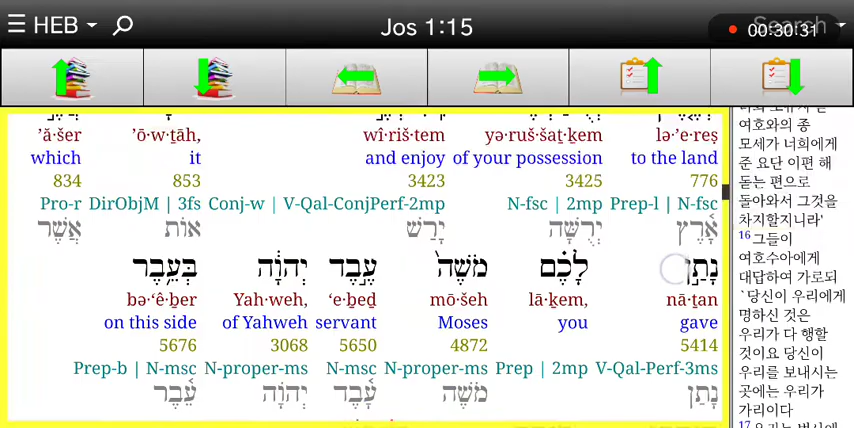 HEB
Jos 1:15
Search
00:30:31
’ă·šer ’ō·w·ṯāh, wî·riš·tem yə·ruš·šaṯ·ḵem lə·’e·reṣ
which it and enjoy of your possession to the land
834 853 3423 3425 776
Pro-r DirObjM | 3fs Conj-w | V-Qal-ConjPerf-2mp N-fsc | 2mp Prep-l | N-fsc
אֲשֶׁר אוֹת יָרַשׁ יְרֻשָּׁה אֶ֫רֶץ
נָתַ֣ן לָכֶ֗ם מֹשֶׁה֙ עֶ֣בֶד יְהוָ֔ה בְּעֵ֥בֶר
bə·‘ê·ḇer Yah·weh, ‘e·ḇeḏ mō·šeh lā·ḵem, nā·ṯan
on this side of Yahweh servant Moses you gave
5676 3068 5650 4872 5414
Prep-b | N-msc N-proper-ms N-msc N-proper-ms Prep | 2mp V-Qal-Perf-3ms
עֵ֫בֶר יְהוָֹה עֶ֫בֶד מֹשֶׁה נָתַן
여호와의 종
모세가 너희에게
준 요단 이편 해
돋는 편으로
돌아와서 그것을
차지할지니라'
16 그들이
여호수아에게
대답하여 가로되
`당신이 우리에게
명하신 것은
우리가 다 행할
것이요 당신이
우리를 보내시는
곳에는 우리가
가리이다
17